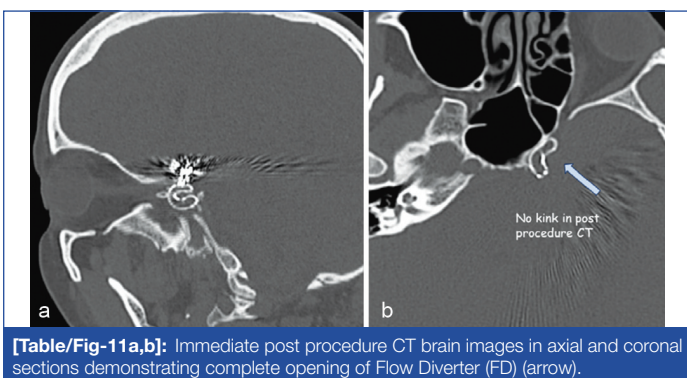 a
b
No kink in post
procedure CT
[Table/Fig-11a,b]: Immediate post procedure CT brain images in axial and coronal
sections demonstrating complete opening of Flow Diverter (FD) (arrow).